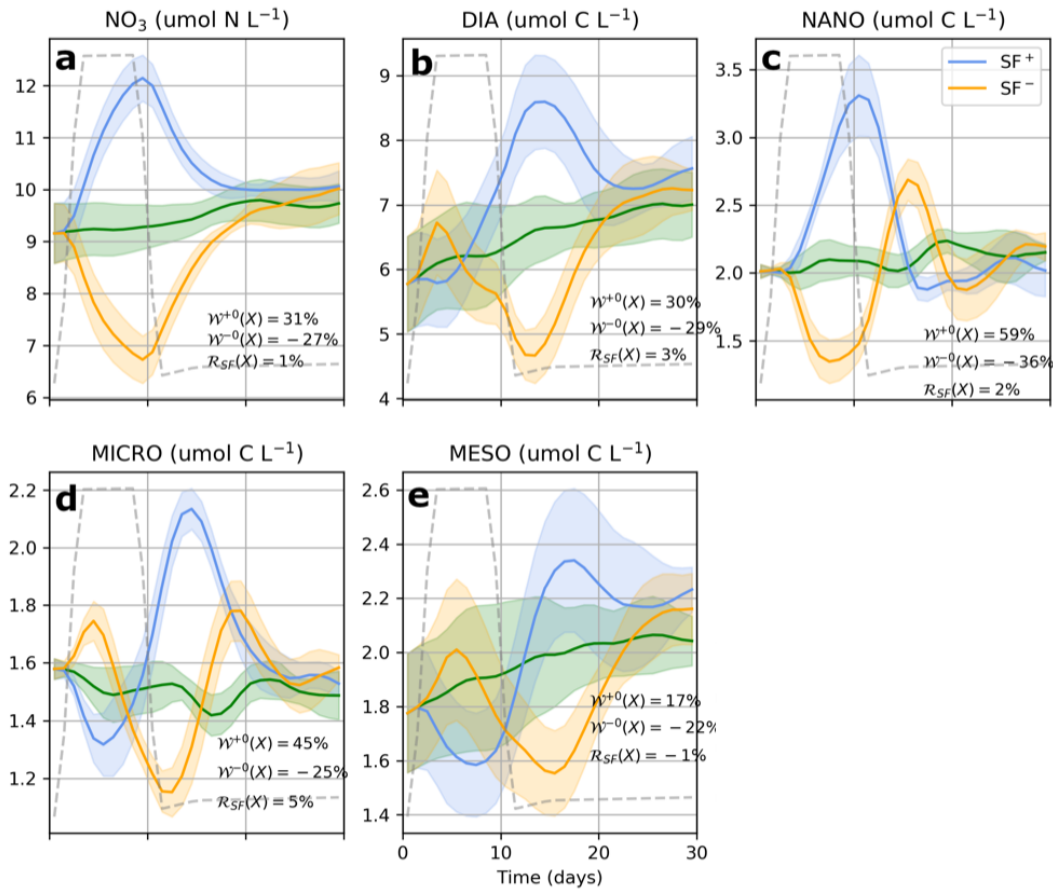 NO₃ (umol N L⁻¹)
DIA (umol C L⁻¹)
NANO (umol C L⁻¹)
a
12
11
10
9
8
7
6
𝒲⁺⁰(X) = 31%
𝒲⁻⁰(X) = −27%
ℛ_SF(X) = 1%
b
9
8
7
6
5
4
𝒲⁺⁰(X) = 30%
𝒲⁻⁰(X) = −29%
ℛ_SF(X) = 3%
c
SF⁺
SF⁻
3.5
3.0
2.5
2.0
1.5
𝒲⁺⁰(X) = 59%
𝒲⁻⁰(X) = −36%
ℛ_SF(X) = 2%
MICRO (umol C L⁻¹)
MESO (umol C L⁻¹)
d
2.2
2.0
1.8
1.6
1.4
1.2
𝒲⁺⁰(X) = 45%
𝒲⁻⁰(X) = −25%
ℛ_SF(X) = 5%
e
2.6
2.4
2.2
2.0
1.8
1.6
1.4
𝒲⁺⁰(X) = 17%
𝒲⁻⁰(X) = −22%
ℛ_SF(X) = −1%
0
10
20
30
Time (days)